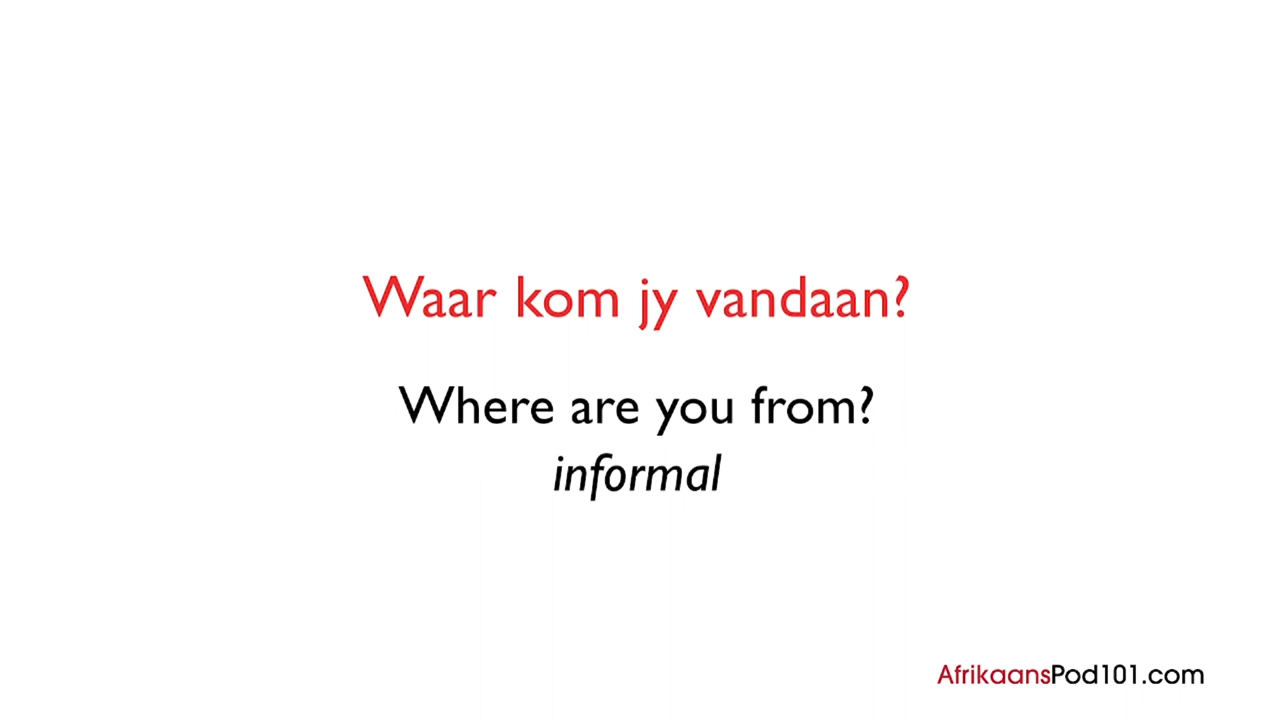 Waar kom jy vandaan?
Where are you from?
informal
AfrikaansPod101.com